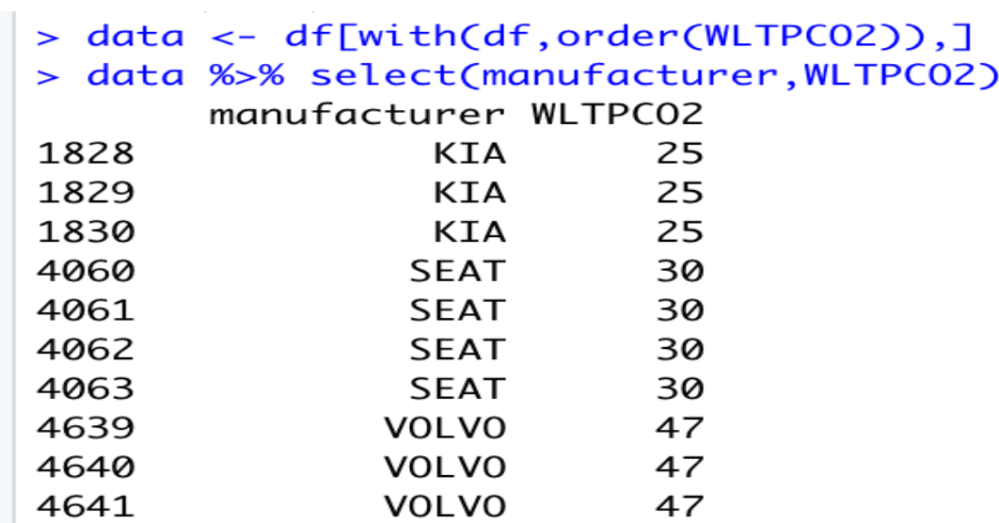 > data <- df[with(df,order(WLTPCO2)),]
> data %>% select(manufacturer,WLTPCO2)
manufacturer WLTPCO2
1828 KIA 25
1829 KIA 25
1830 KIA 25
4060 SEAT 30
4061 SEAT 30
4062 SEAT 30
4063 SEAT 30
4639 VOLVO 47
4640 VOLVO 47
4641 VOLVO 47